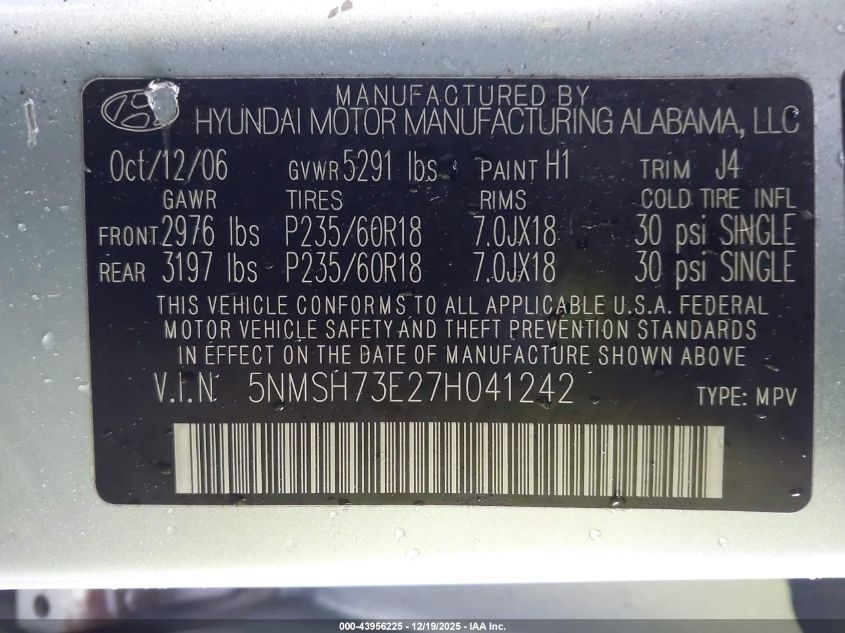 MANUFACTURED BY
HYUNDAI MOTOR MANUFACTURING ALABAMA, LLC
Oct/12/06 GVWR 5291 lbs PAINT H1 TRIM J4
GAWR TIRES RIMS COLD TIRE INFL
FRONT 2976 lbs P235/60R18 7.0JX18 30 psi SINGLE
REAR 3197 lbs P235/60R18 7.0JX18 30 psi SINGLE
THIS VEHICLE CONFORMS TO ALL APPLICABLE U.S.A. FEDERAL
MOTOR VEHICLE SAFETY AND THEFT PREVENTION STANDARDS
IN EFFECT ON THE DATE OF MANUFACTURE SHOWN ABOVE
V.I.N 5NMSH73E27H041242 TYPE: MPV
000-43956225 - 12/19/2025 - IAA Inc.